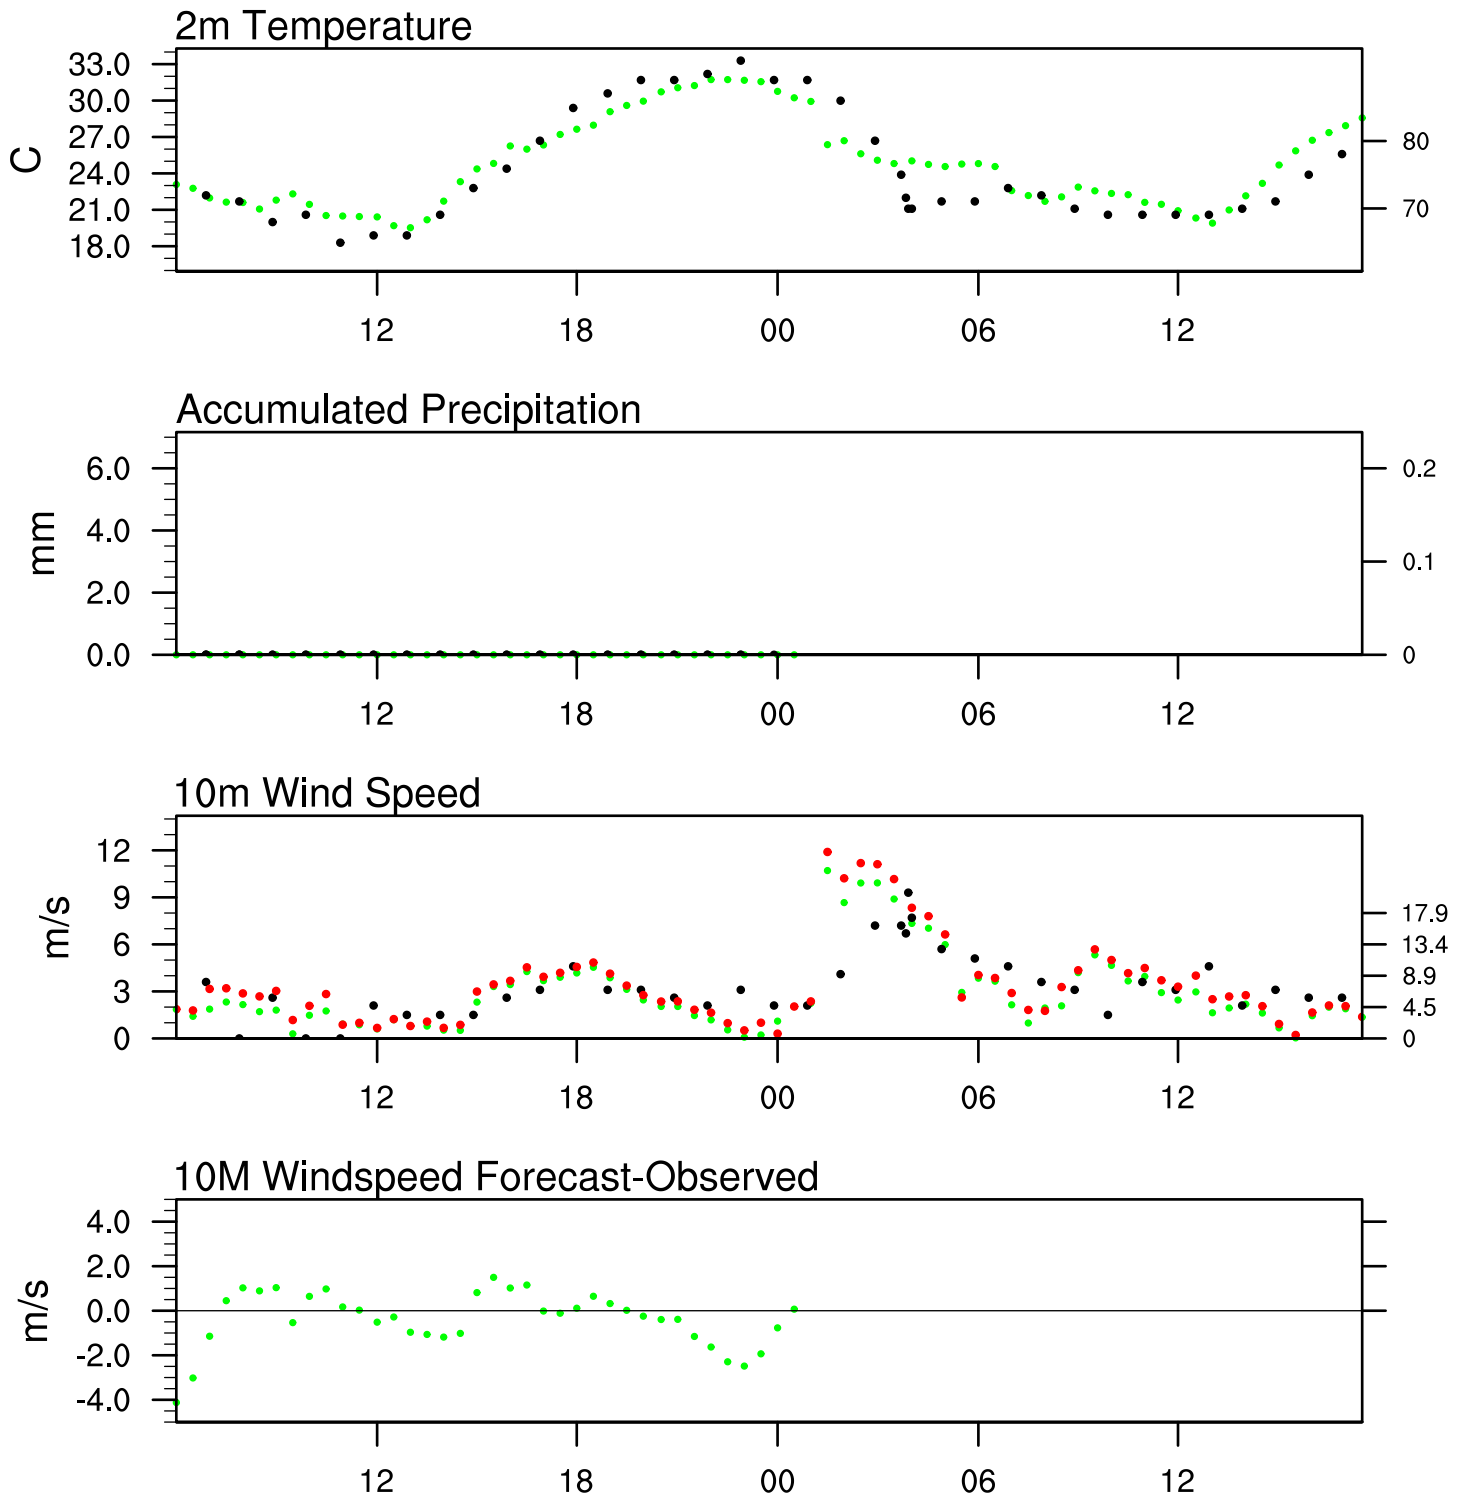 2m Temperature
33.0
30.0
27.0
24.0
21.0
18.0
C
80
70
12 18 00 06 12
Accumulated Precipitation
6.0
4.0
2.0
0.0
mm
0.2
0.1
0
12 18 00 06 12
10m Wind Speed
12
9
6
3
0
m/s
17.9
13.4
8.9
4.5
0
12 18 00 06 12
10M Windspeed Forecast-Observed
4.0
2.0
0.0
-2.0
-4.0
m/s
12 18 00 06 12